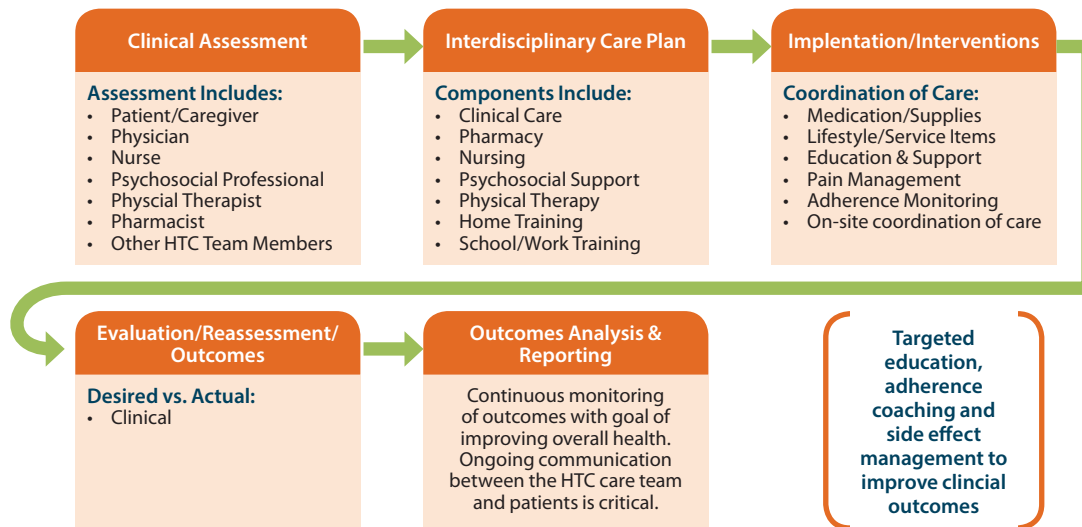 Clinical Assessment
Assessment Includes:
• Patient/Caregiver
• Physician
• Nurse
• Psychosocial Professional
• Physcial Therapist
• Pharmacist
• Other HTC Team Members
Interdisciplinary Care Plan
Components Include:
• Clinical Care
• Pharmacy
• Nursing
• Psychosocial Support
• Physical Therapy
• Home Training
• School/Work Training
Implentation/Interventions
Coordination of Care:
• Medication/Supplies
• Lifestyle/Service Items
• Education & Support
• Pain Management
• Adherence Monitoring
• On-site coordination of care
Evaluation/Reassessment/
Outcomes
Desired vs. Actual:
• Clinical
Outcomes Analysis &
Reporting
Continuous monitoring
of outcomes with goal of
improving overall health.
Ongoing communication
between the HTC care team
and patients is critical.
Targeted
education,
adherence
coaching and
side effect
management to
improve clincial
outcomes